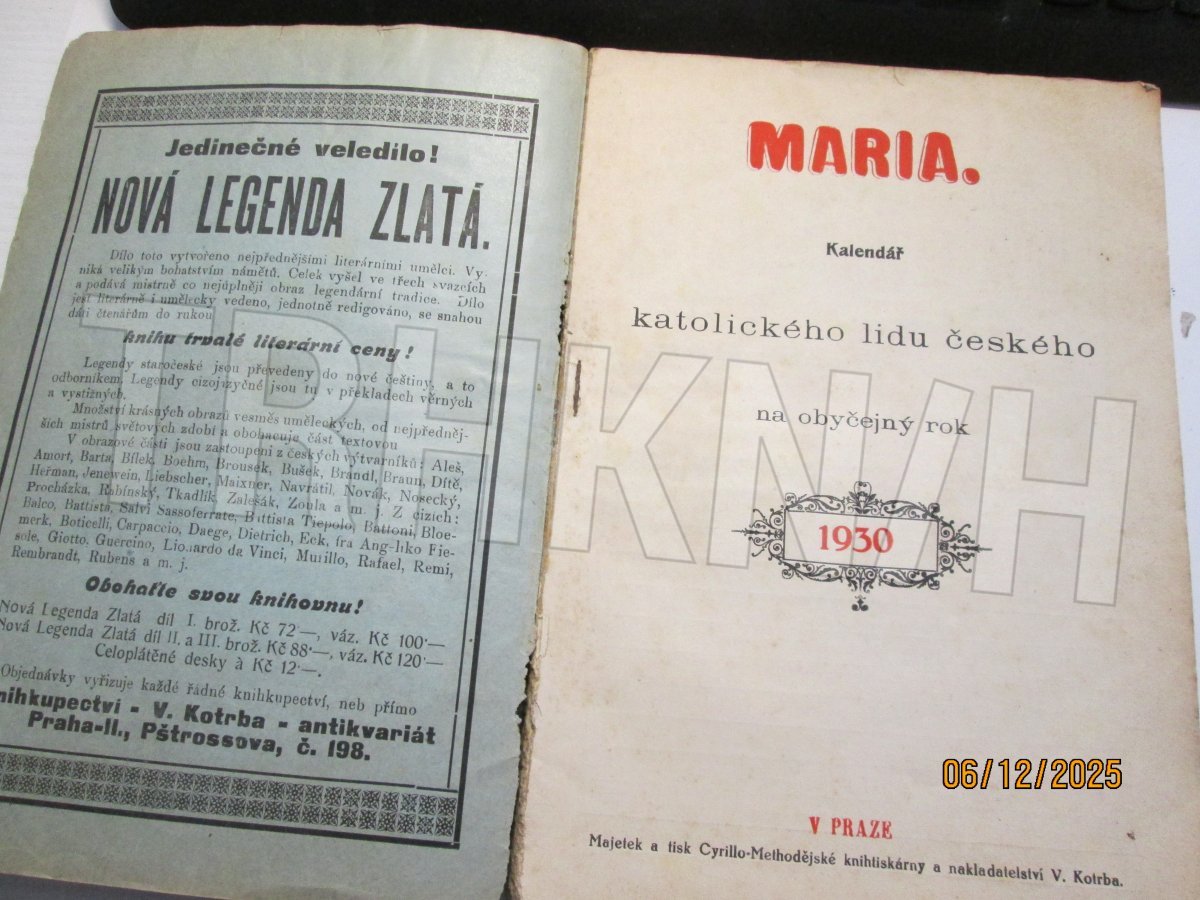 Jedinečné veledilo!
NOVÁ LEGENDA ZLATÁ.
Dílo toto vytvořeno nejpřednějšími literárními umělci. Vy-
niká velikým bohatstvím námětů. Celek vyšel ve třech svazcích
a podává mistrně co nejúplněji obraz legendární tradice. Dílo
jest literárně i umělecky vedeno, jednotně redigováno, se snahou
dáti čtenářům do rukou
knihu trvalé literární ceny!
Legendy staročeské jsou převedeny do nové češtiny, a to
odborníkem. Legendy cizojazyčné jsou tu v překladech věrných
a vystižných.
Množství krásných obrazů vesměs uměleckých, od nejpředněj-
ších mistrů světových zdobí a obohacuje část textovou
V obrazové části jsou zastoupeni z českých výtvarníků: Aleš,
Amort, Barta, Bílek, Boehm, Brousek, Bušek, Brandl, Braun, Dítě,
Heřman, Jenewein, Liebscher, Maixner, Navrátil, Novák, Nosecký,
Procházka, Rabínský, Tkadlík, Zalešák, Zoula a m. j. Z cizích:
Balco, Battista, Salvi Sassoferrate, Battista Tiepolo, Battoni, Bloe-
merk, Boticelli, Carpaccio, Daege, Dietrich, Eck, fra Angeliko Fie-
sole, Giotto, Guercino, Lionardo da Vinci, Murillo, Rafael, Remi,
Rembrandt, Rubens a m. j.
Obohaťte svou knihovnu!
Nová Legenda Zlatá díl I. brož. Kč 72·—, váz. Kč 100·—
Nová Legenda Zlatá díl II. a III. brož. Kč 88·—, váz. Kč 120·—
Celoplátěné desky à Kč 12·—.
Objednávky vyřizuje každé řádné knihkupectví, neb přímo
nihkupectví - V. Kotrba - antikvariát
Praha-II., Pštrossova, č. 198.
MARIA.
Kalendář
katolického lidu českého
na obyčejný rok
1930
V PRAZE
Majetek a tisk Cyrillo-Methodějské knihtiskárny a nakladatelství V. Kotrba.
06/12/2025
TRHKNIH